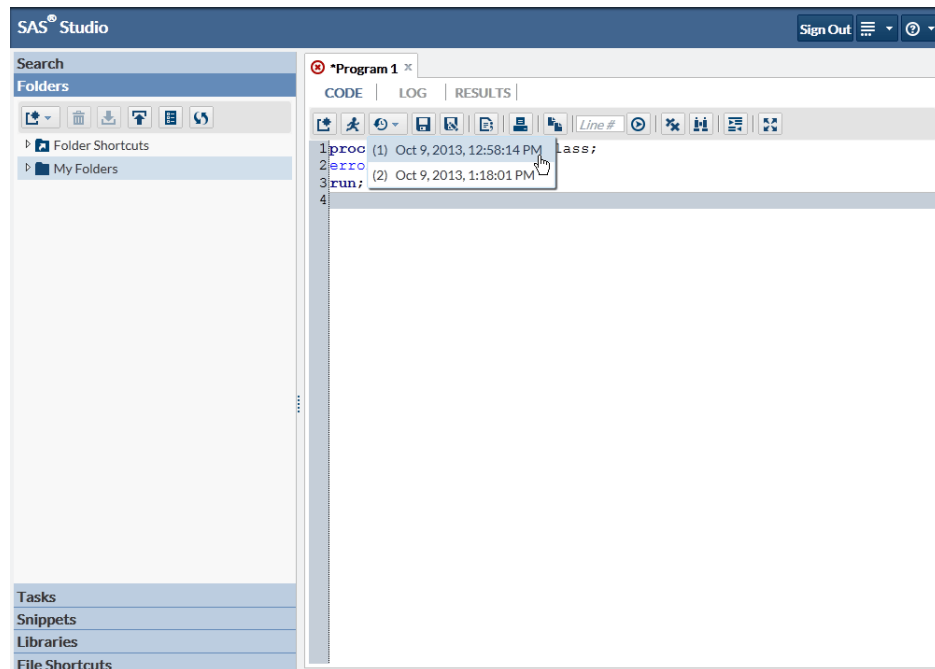 SAS® Studio
Sign Out
Search
Folders
Folder Shortcuts
My Folders
Tasks
Snippets
Libraries
File Shortcuts
*Program 1
CODE LOG RESULTS
Line #
1 proc lass;
2 erro
3 run;
4
(1) Oct 9, 2013, 12:58:14 PM
(2) Oct 9, 2013, 1:18:01 PM